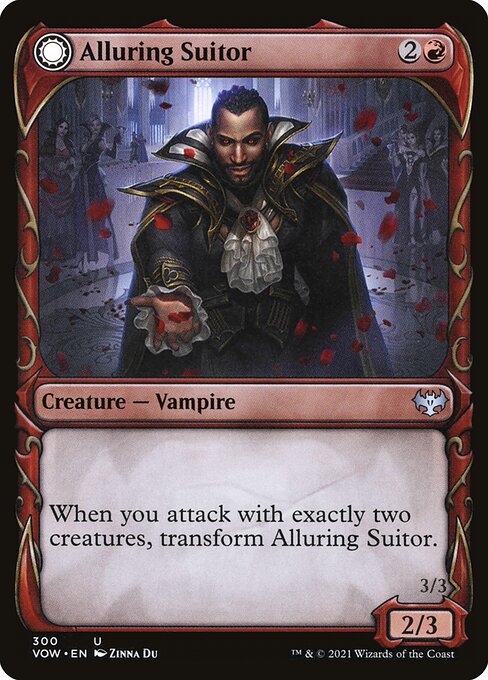 Alluring Suitor 2
Creature — Vampire
When you attack with exactly two
creatures, transform Alluring Suitor.
3/3
2/3
300 U
VOW • EN Zinna Du ™ & © 2021 Wizards of the Coast